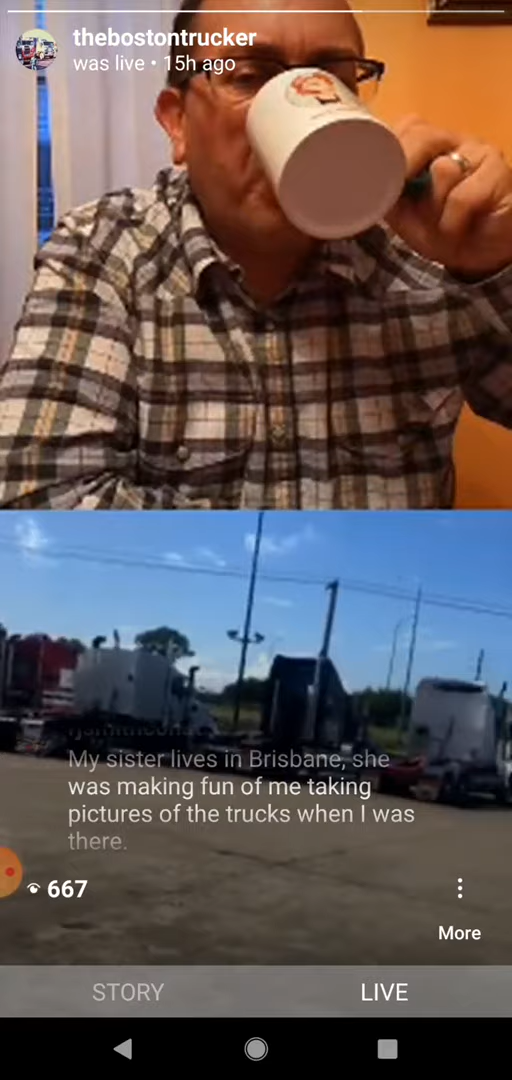 thebostontrucker
was live • 15h ago
My sister lives in Brisbane, she
was making fun of me taking
pictures of the trucks when I was
there.
667
More
STORY
LIVE